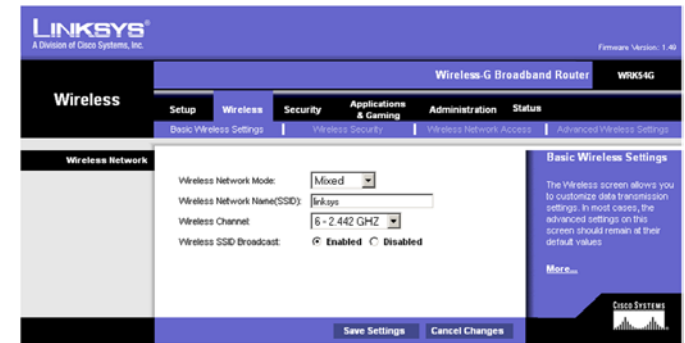 LINKSYS®
A Division of Cisco Systems, Inc.
Firmware Version: 1.49
Wireless-G Broadband Router WRK54G
Wireless
Setup Wireless Security Applications & Gaming Administration Status
Basic Wireless Settings Wireless Security Wireless Network Access Advanced Wireless Settings
Wireless Network
Wireless Network Mode: Mixed
Wireless Network Name(SSID): linksys
Wireless Channel: 6 - 2.442 GHZ
Wireless SSID Broadcast: Enabled Disabled
Basic Wireless Settings
The Wireless screen allows you
to customize data transmission
settings. In most cases, the
advanced settings on this
screen should remain at their
default values
More...
CISCO SYSTEMS
Save Settings Cancel Changes